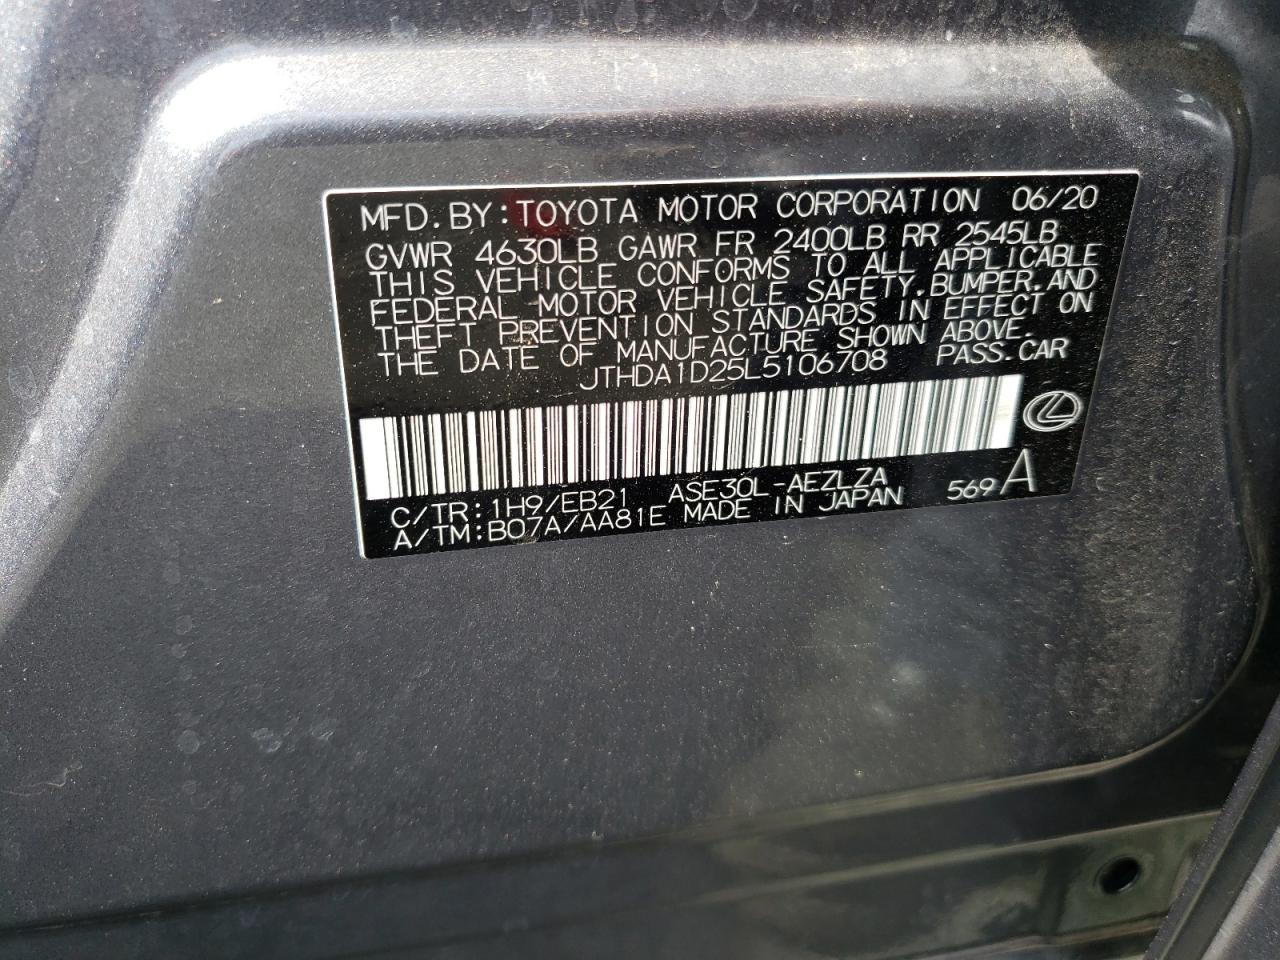 MFD.BY:TOYOTA MOTOR CORPORATION 06/20
GVWR 4630LB GAWR FR 2400LB RR 2545LB
THIS VEHICLE CONFORMS TO ALL APPLICABLE
FEDERAL MOTOR VEHICLE SAFETY,BUMPER,AND
THEFT PREVENTION STANDARDS IN EFFECT ON
THE DATE OF MANUFACTURE SHOWN ABOVE.
JTHDA1D25L5106708 PASS.CAR
C/TR:1H9/EB21 ASE30L-AEZLZA 569 A
A/TM:B07A/AA81E MADE IN JAPAN